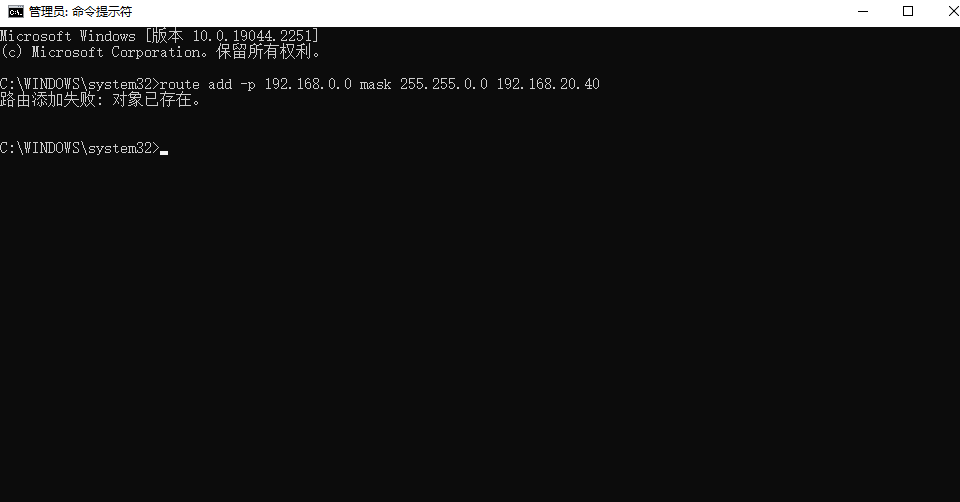 管理员: 命令提示符
Microsoft Windows [版本 10.0.19044.2251]
(c) Microsoft Corporation。保留所有权利。
C:\WINDOWS\system32>route add -p 192.168.0.0 mask 255.255.0.0 192.168.20.40
路由添加失败: 对象已存在。
C:\WINDOWS\system32>